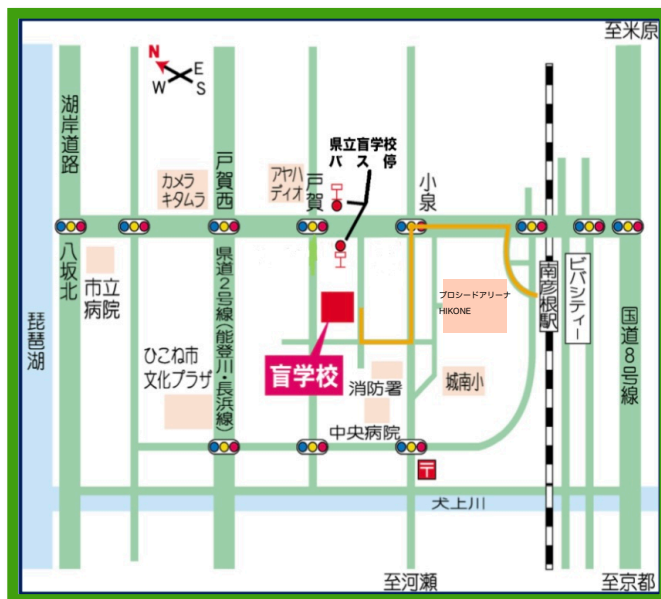 至米原
N
E
W
S
湖岸道路
戸賀西
カメラ
キタムラ
アヤハ
ディオ
戸賀
県立盲学校
バス停
小泉
八坂北
市立
病院
琵琶湖
県道2号線(能登川・長浜線)
ひこね市
文化プラザ
盲学校
消防署
中央病院
プロシードアリーナ
HIKONE
城南小
南彦根駅
ビバシティー
国道8号線
〒
犬上川
至河瀬
至京都